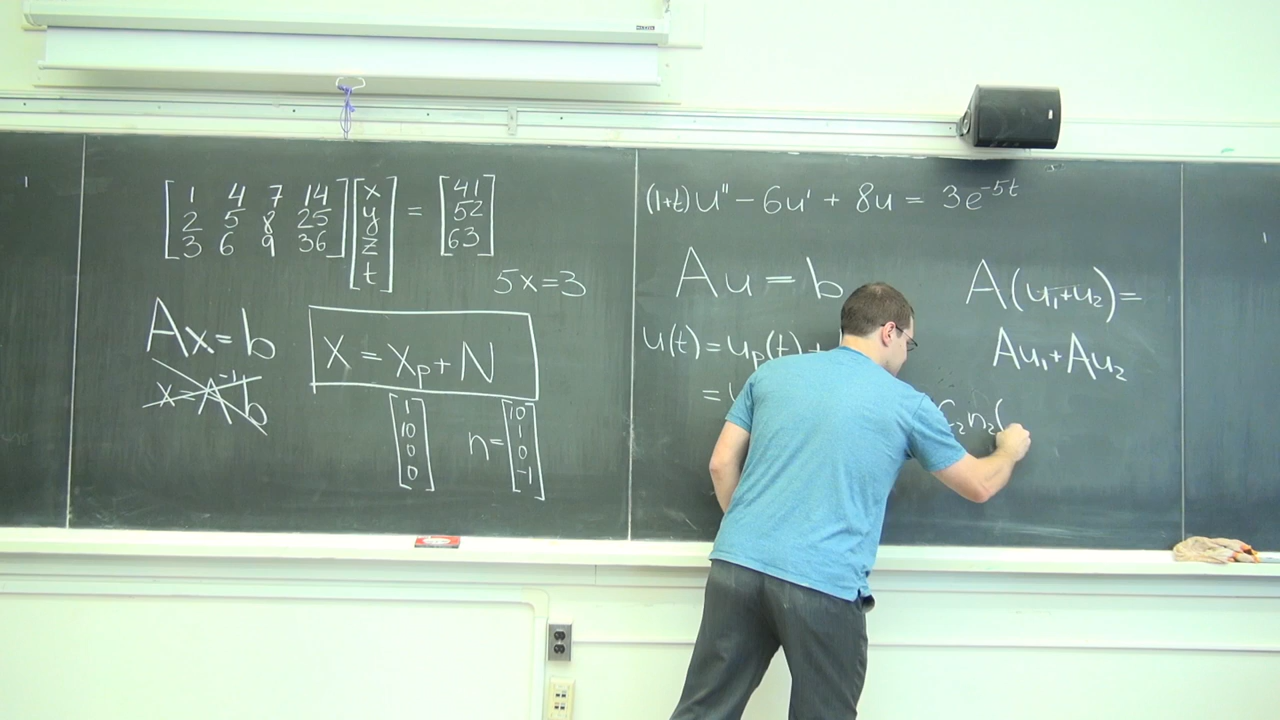 [1 4 7 14] [x] = [41]
[2 5 8 25] [y] [52]
[3 6 9 36] [z] [63]
[t]
5x=3
Ax=b
x=A⁻¹b
X = Xp + N
[1] n= [10]
[10] [1]
[0] [0]
[0] [-1]
(1+t)u" - 6u' + 8u = 3e^-5t
Au = b
u(t) = up(t) +
=
A(u₁+u₂) =
Au₁+Au₂
n₂(